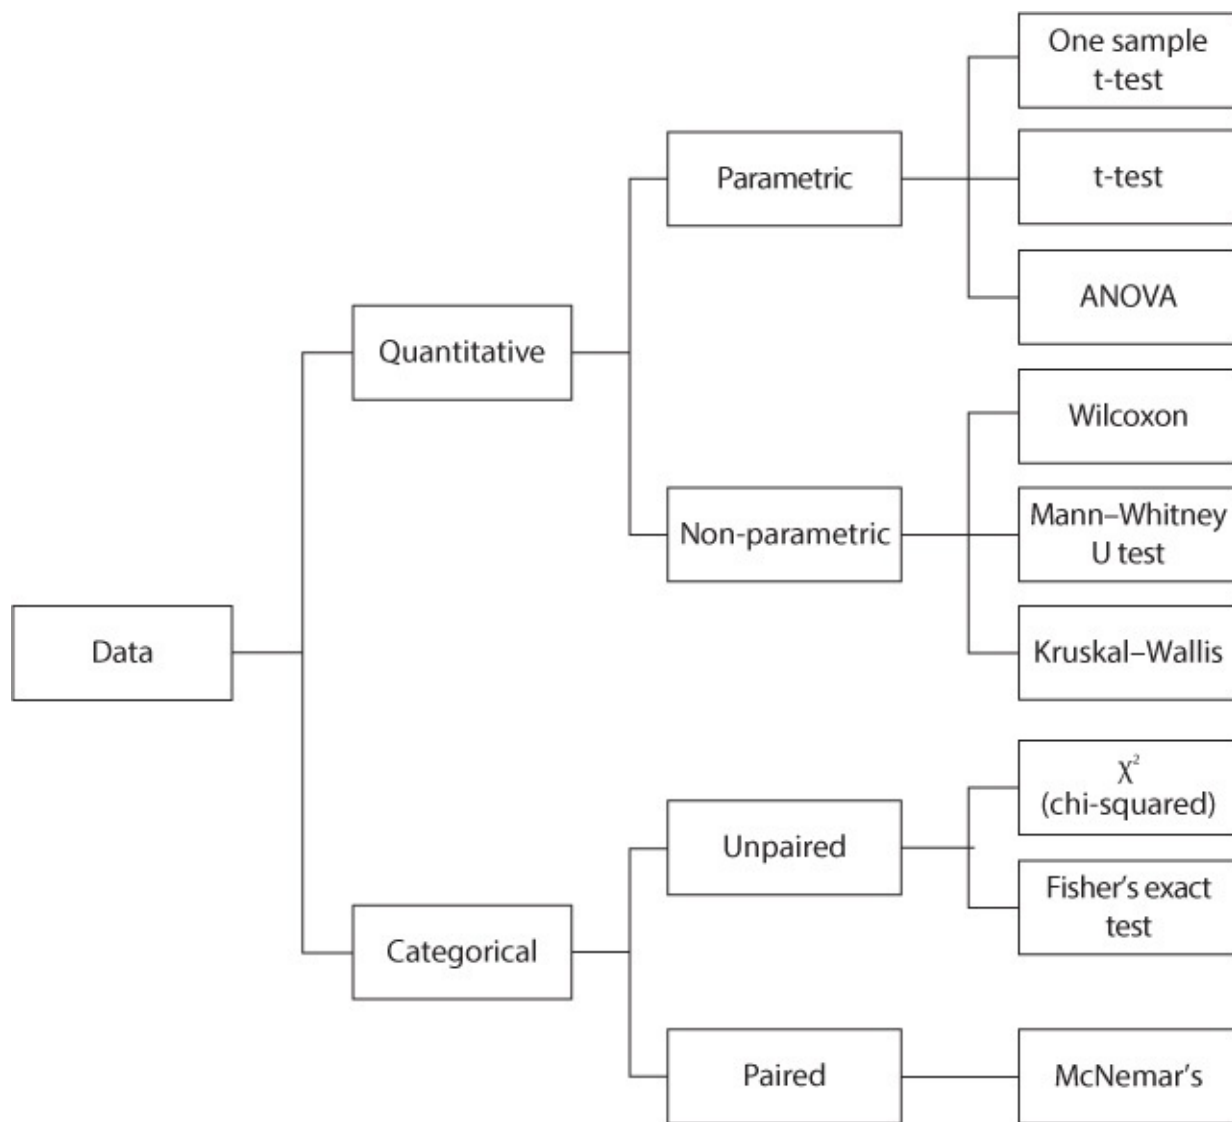 One sample
t-test
Parametric
t-test
ANOVA
Quantitative
Wilcoxon
Non-parametric
Mann–Whitney
U test
Data
Kruskal–Wallis
χ²
(chi-squared)
Unpaired
Fisher's exact
test
Categorical
Paired
McNemar's